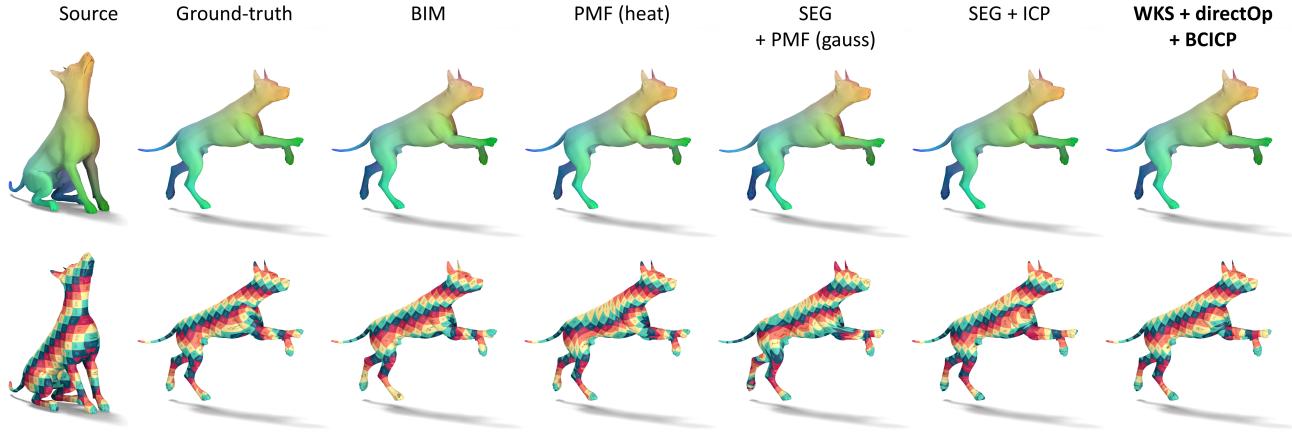 Source
Ground-truth
BIM
PMF (heat)
SEG
+ PMF (gauss)
SEG + ICP
WKS + directOp
+ BCICP